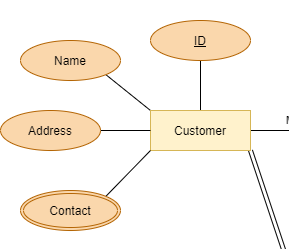 ID
Name
Address
Customer
Contact